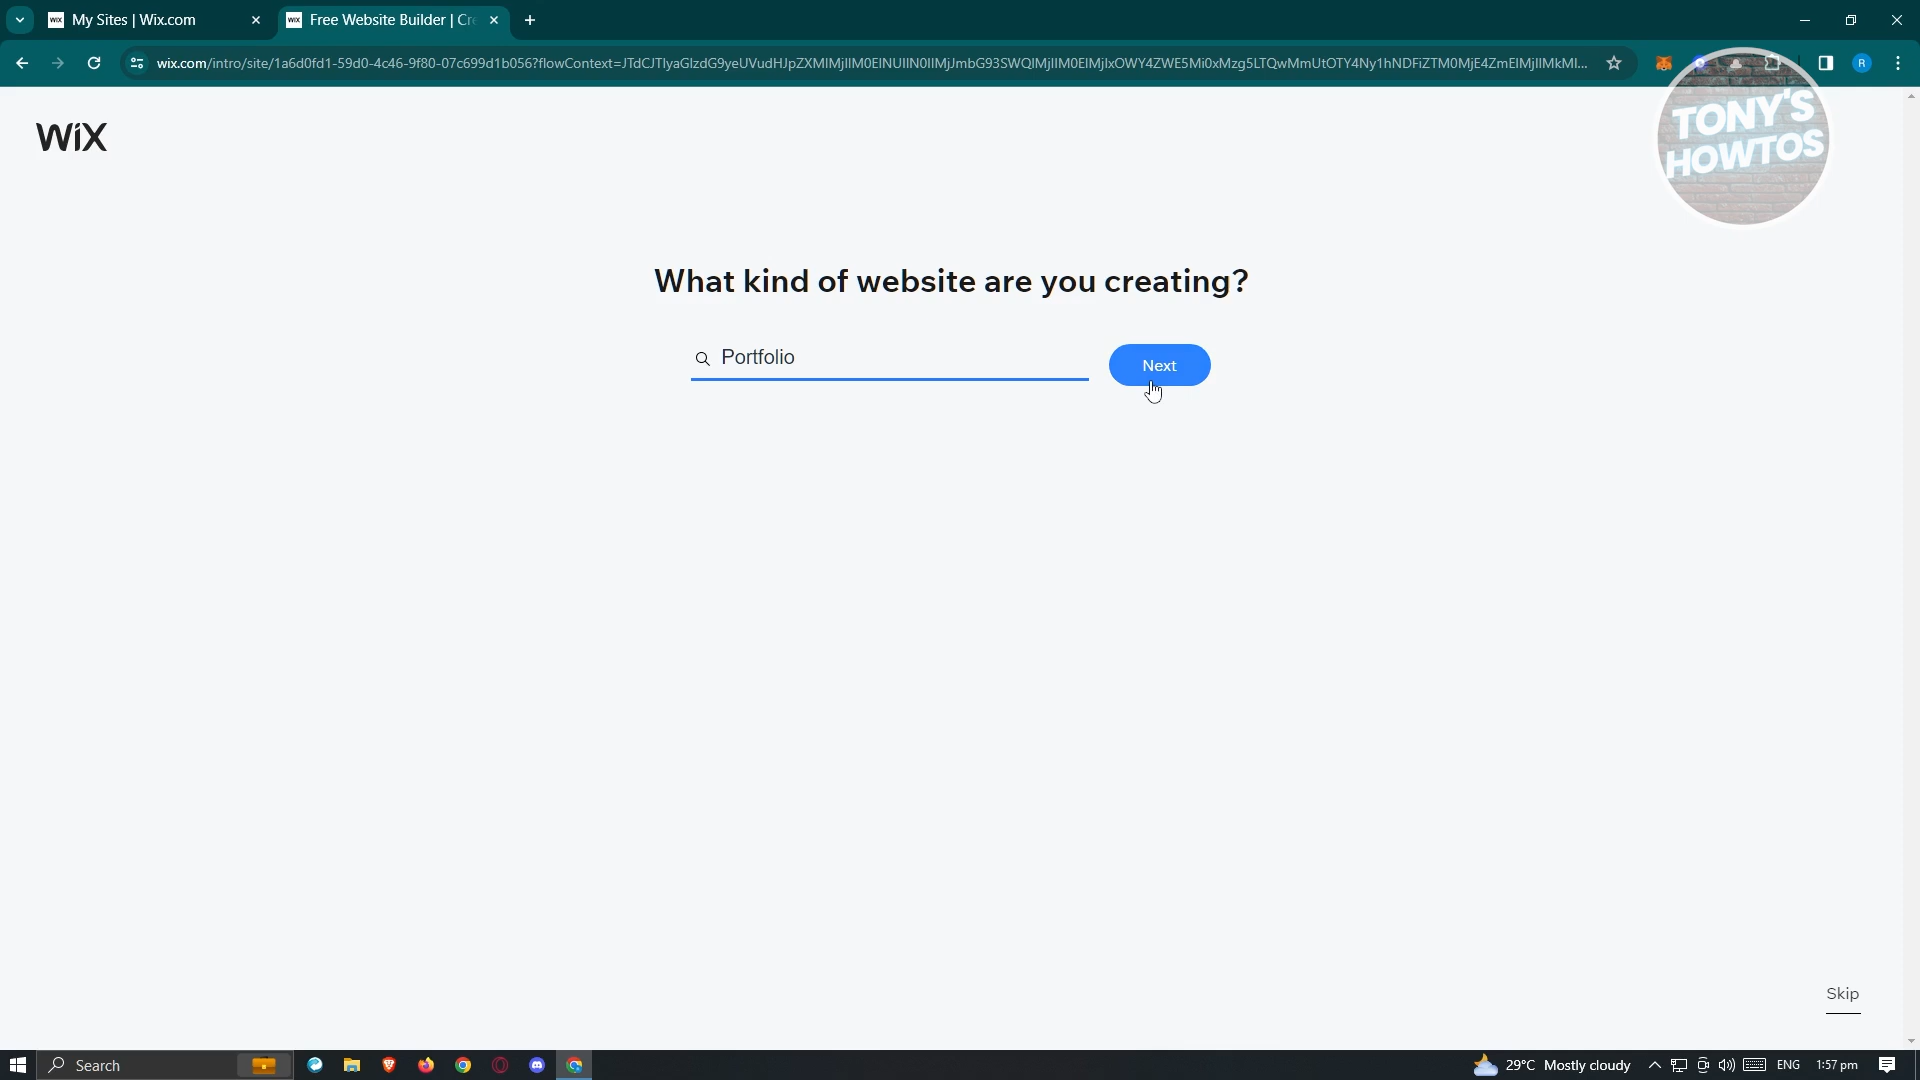 My Sites | Wix.com
Free Website Builder | Cre
wix.com/intro/site/1a6d0fd1-59d0-4c46-9f80-07c699d1b056?flowContext=
TONY'S
HOWTOS
WiX
What kind of website are you creating?
Portfolio
Next
Skip
Search
29°C Mostly cloudy
ENG
1:57 pm